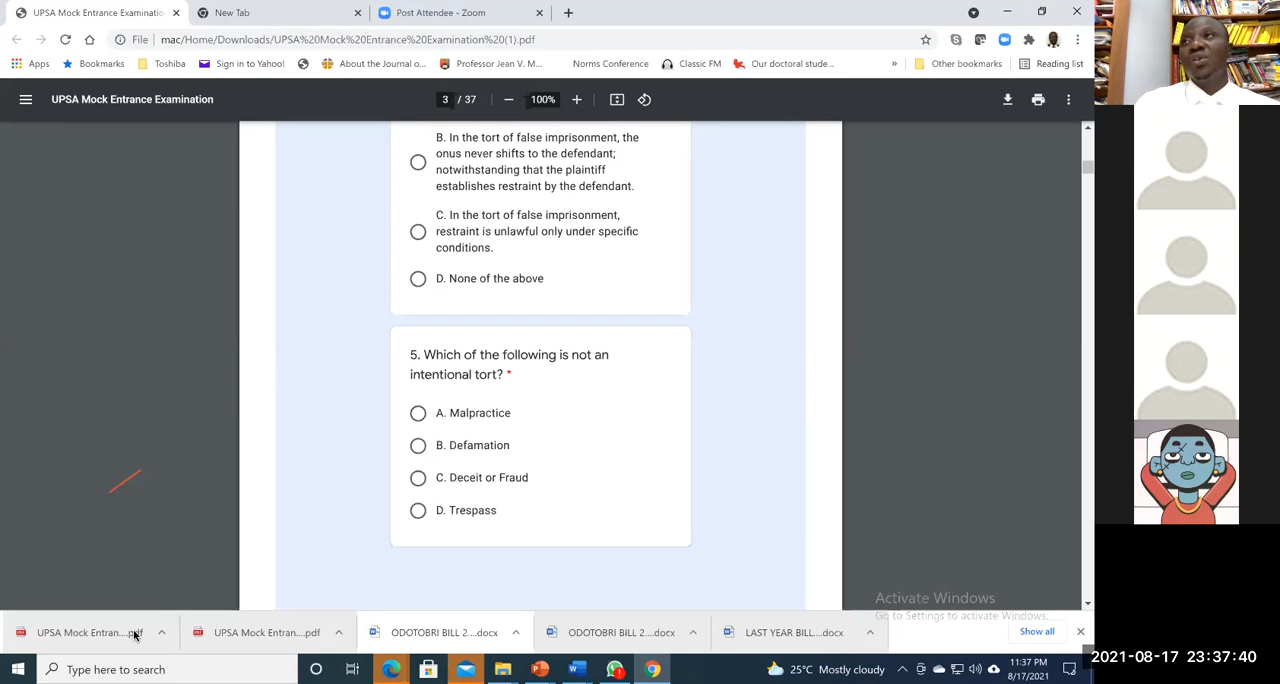 UPSA Mock Entrance Examinatio
New Tab
Post Attendee - Zoom
File
mac/Home/Downloads/UPSA%20Mock%20Entrance%20Examination%20(1).pdf
Apps
Bookmarks
Toshiba
Sign in to Yahoo!
About the Journal o...
Professor Jean V. M...
Norms Conference
Classic FM
Our doctoral stude...
»
Other bookmarks
Reading list
UPSA Mock Entrance Examination
3 / 37
100%
B. In the tort of false imprisonment, the
onus never shifts to the defendant;
notwithstanding that the plaintiff
establishes restraint by the defendant.
C. In the tort of false imprisonment,
restraint is unlawful only under specific
conditions.
D. None of the above
5. Which of the following is not an
intentional tort? *
A. Malpractice
B. Defamation
C. Deceit or Fraud
D. Trespass
Activate Windows
Go to Settings to activate Windows.
UPSA Mock Entran....pdf
UPSA Mock Entran....pdf
ODOTOBRI BILL 2....docx
ODOTOBRI BILL 2....docx
LAST YEAR BILL....docx
Show all
Type here to search
25°C Mostly cloudy
11:37 PM
8/17/2021
2021-08-17 23:37:40